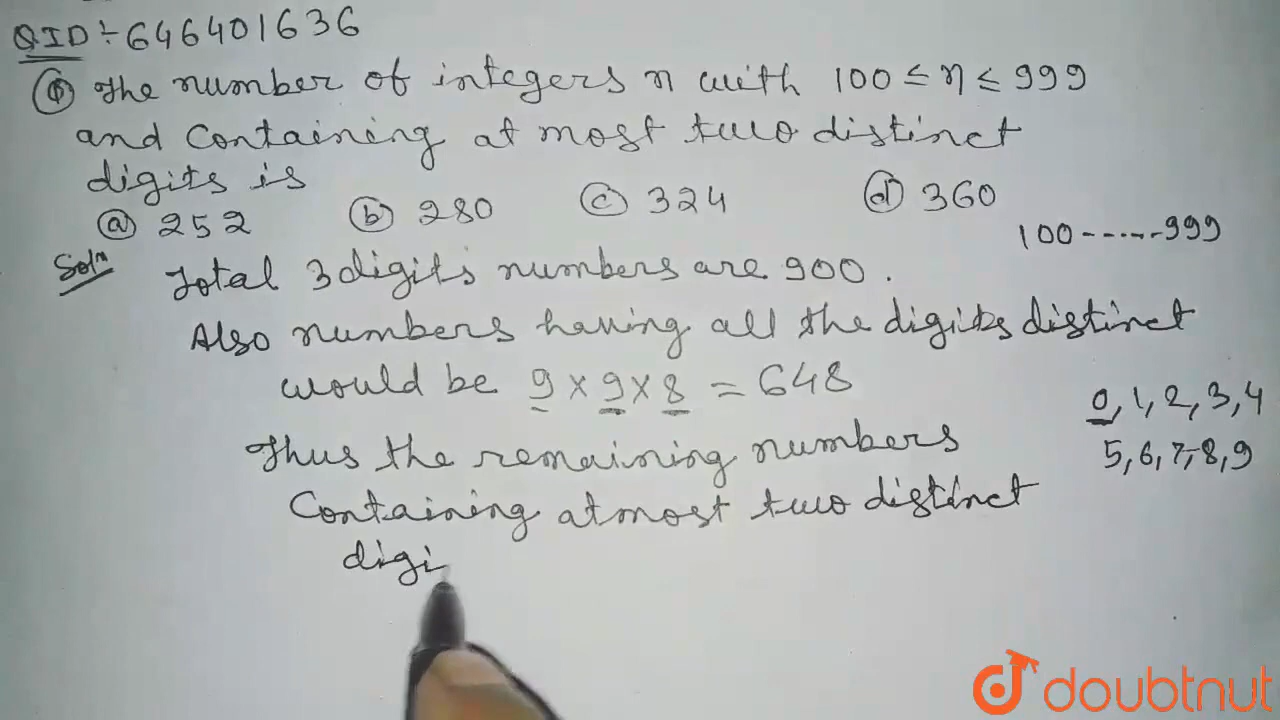 QID:- 646401636
Q The number of integers n with 100 ≤ n ≤ 999
and containing at most two distinct
digits is
(a) 252 (b) 280 (c) 324 (d) 360
100-----999
Solⁿ Total 3 digits numbers are 900.
Also numbers having all the digits distinct
would be 9 × 9 × 8 = 648
0, 1, 2, 3, 4
5, 6, 7, 8, 9
Thus the remaining numbers
Containing atmost two distinct
digi
doubtnut